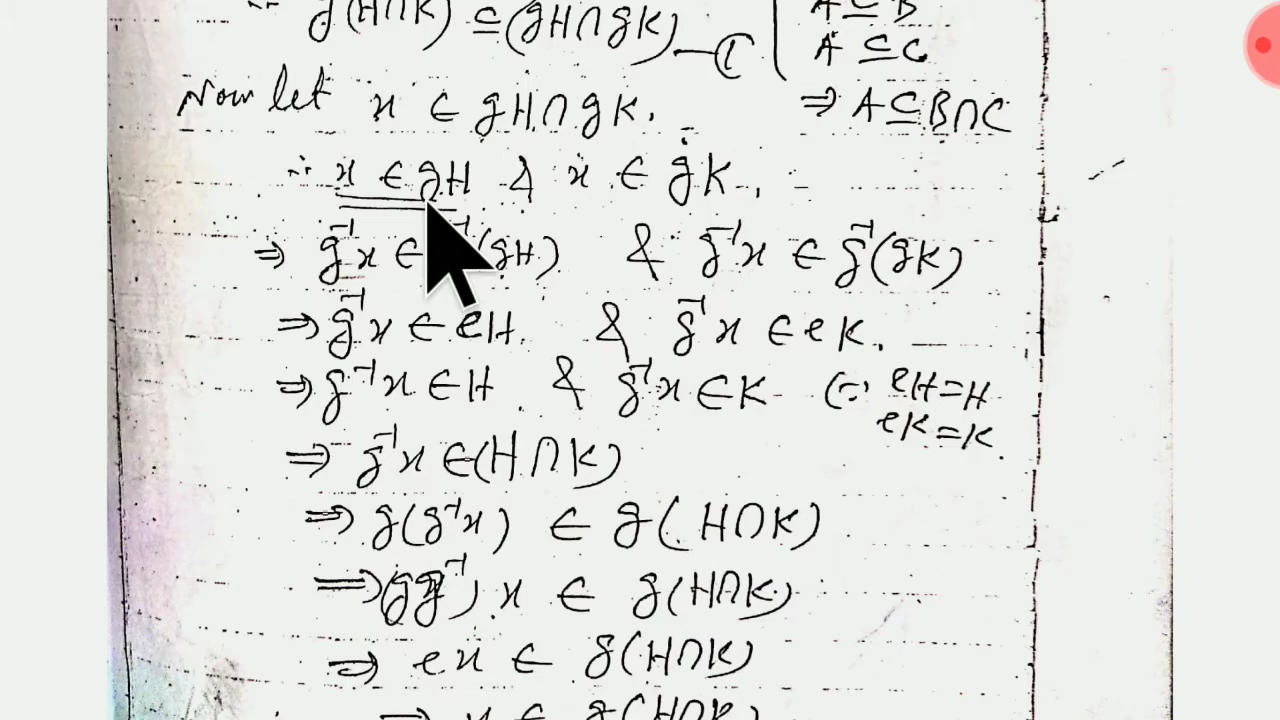 ∴ g(H∩K) ⊆ (gH∩gK) —① | A ⊆ B
A ⊆ C
Now let x ∈ gH∩gK. ⇒ A⊆B∩C
∴ x ∈ gH & x ∈ gK.
⇒ g⁻¹x ∈ ⁻¹(gH) & g⁻¹x ∈ g⁻¹(gK)
⇒ g⁻¹x ∈ eH. & g⁻¹x ∈ eK.
⇒ g⁻¹x ∈ H & g⁻¹x ∈ K (∵ eH=H
eK=K.
⇒ g⁻¹x ∈ (H∩K)
⇒ g(g⁻¹x) ∈ g(H∩K)
⇒ (gg⁻¹)x ∈ g(H∩K)
⇒ ex ∈ g(H∩K)
⇒ x ∈ g(H∩K)